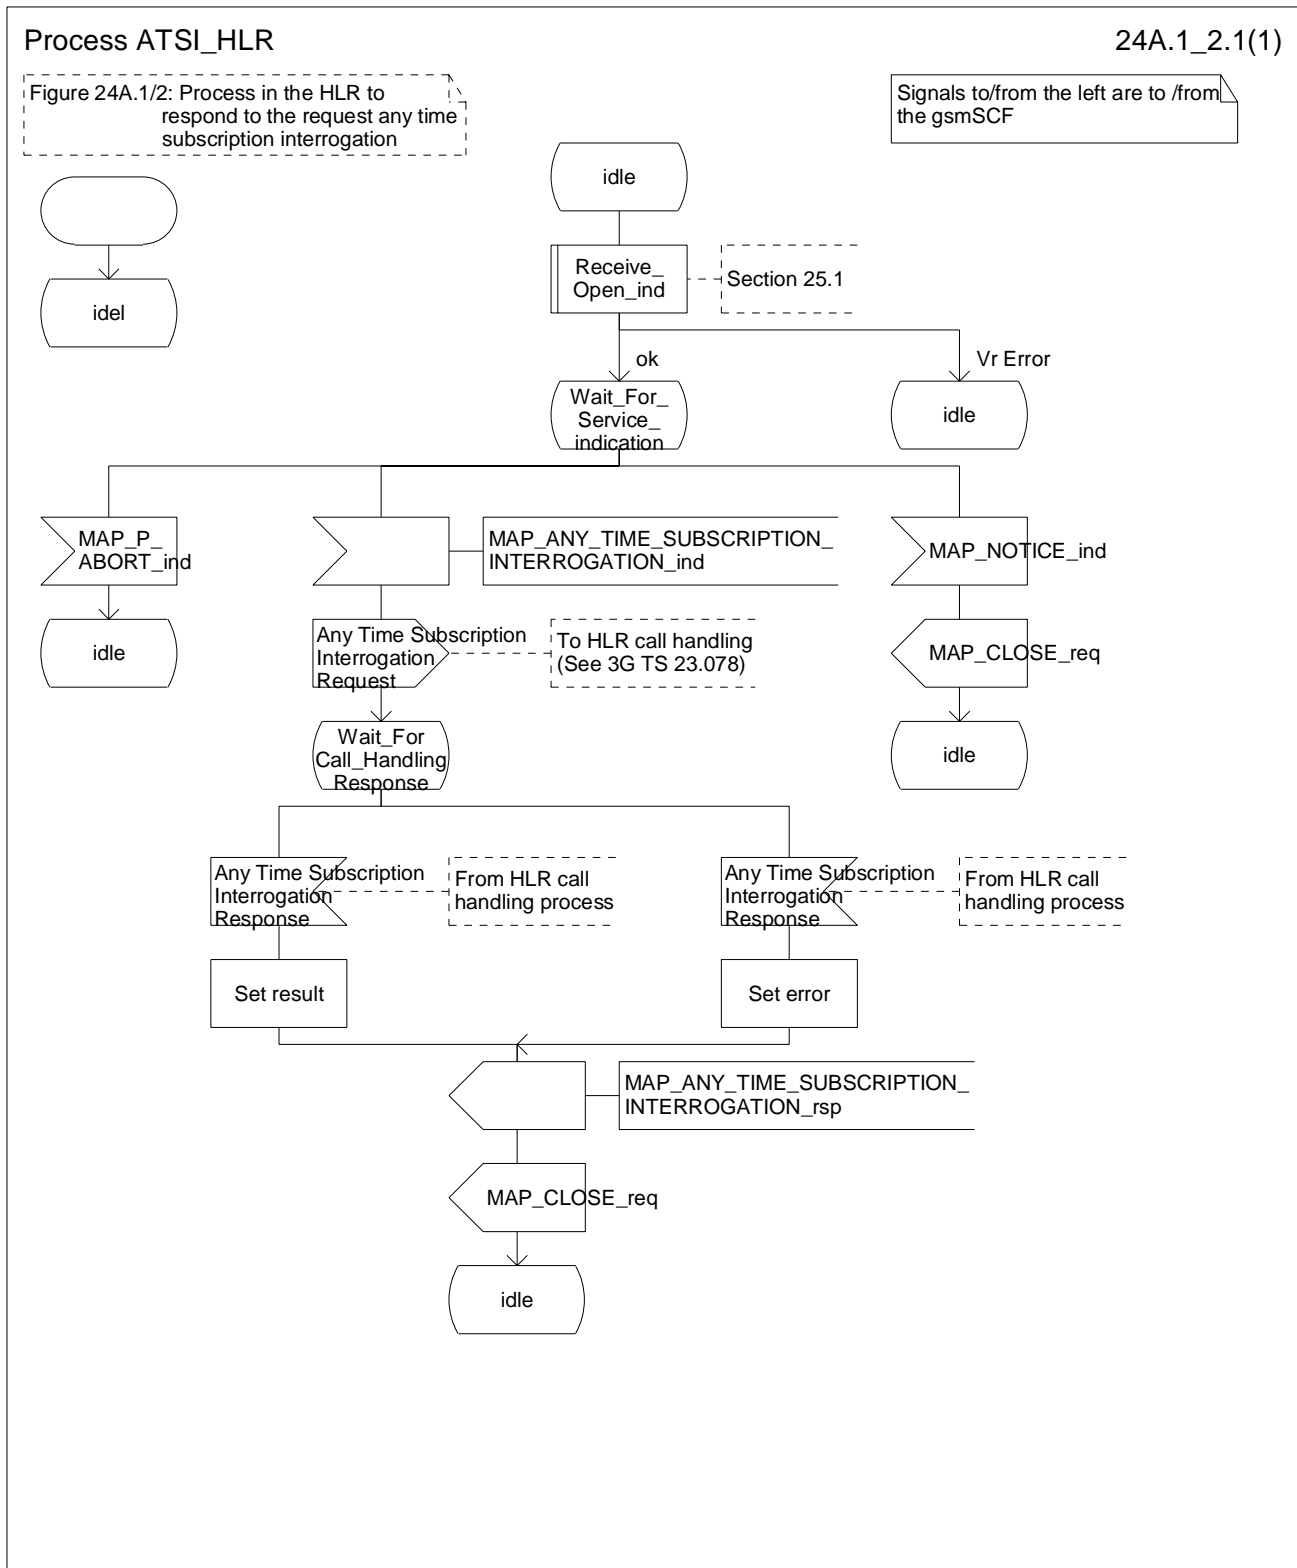 Process ATSI_HLR
24A.1_2.1(1)
Figure 24A.1/2: Process in the HLR to
respond to the request any time
subscription interrogation
Signals to/from the left are to /from
the gsmSCF
idle
idel
Receive_
Open_ind
Section 25.1
ok
Vr Error
Wait_For_
Service_
indication
idle
MAP_P_
ABORT_ind
MAP_ANY_TIME_SUBSCRIPTION_
INTERROGATION_ind
MAP_NOTICE_ind
idle
Any Time Subscription
Interrogation
Request
To HLR call handling
(See 3G TS 23.078)
MAP_CLOSE_req
Wait_For
Call_Handling
Response
idle
Any Time Subscription
Interrogation
Response
From HLR call
handling process
Any Time Subscription
Interrogation
Response
From HLR call
handling process
Set result
Set error
MAP_ANY_TIME_SUBSCRIPTION_
INTERROGATION_rsp
MAP_CLOSE_req
idle